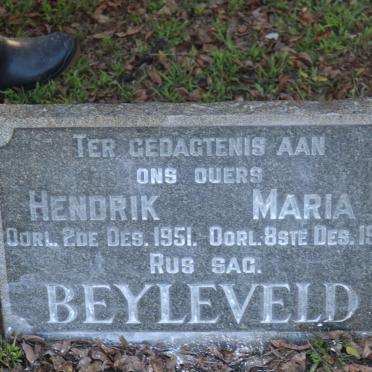 TER GEDAGTENIS AAN
ONS OUERS
HENDRIK MARIA
OORL. 2DE DES. 1951. OORL. 8STE DES.
RUS SAG.
BEYLEVELD